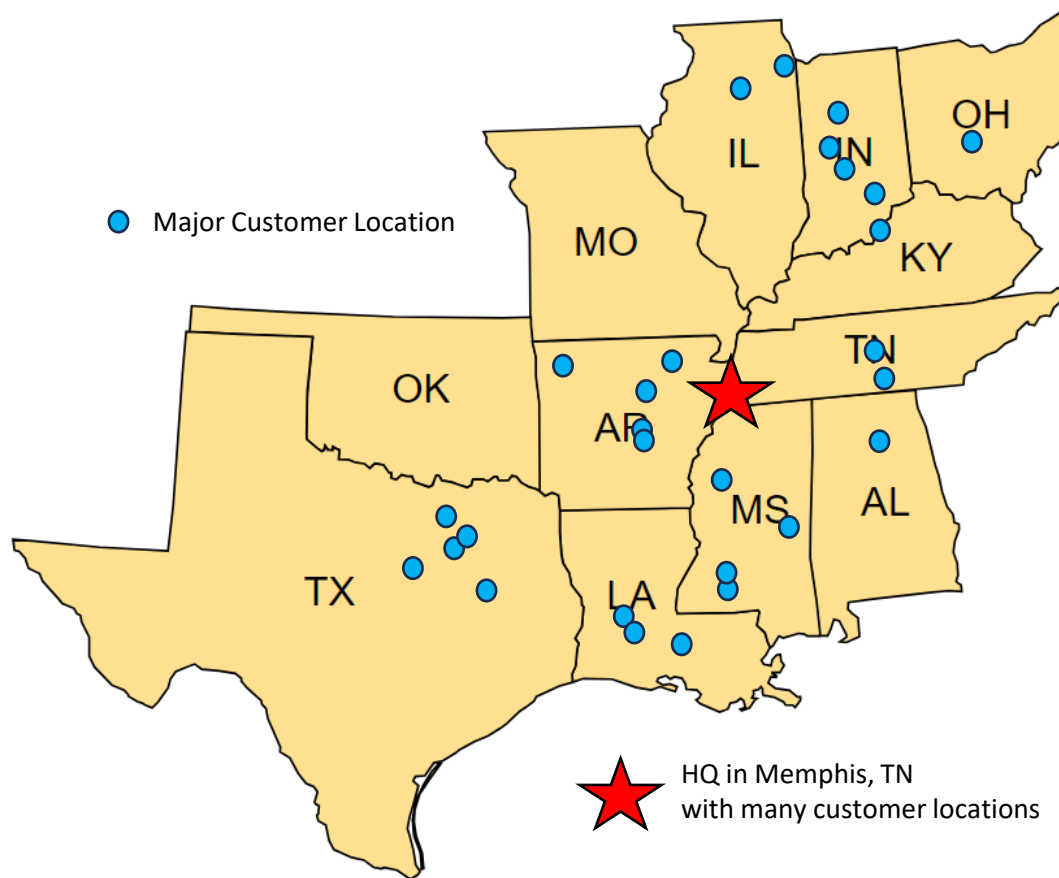 OH
IL
IN
Major Customer Location
MO
KY
TN
OK
AR
MS
AL
TX
LA
HQ in Memphis, TN
with many customer locations